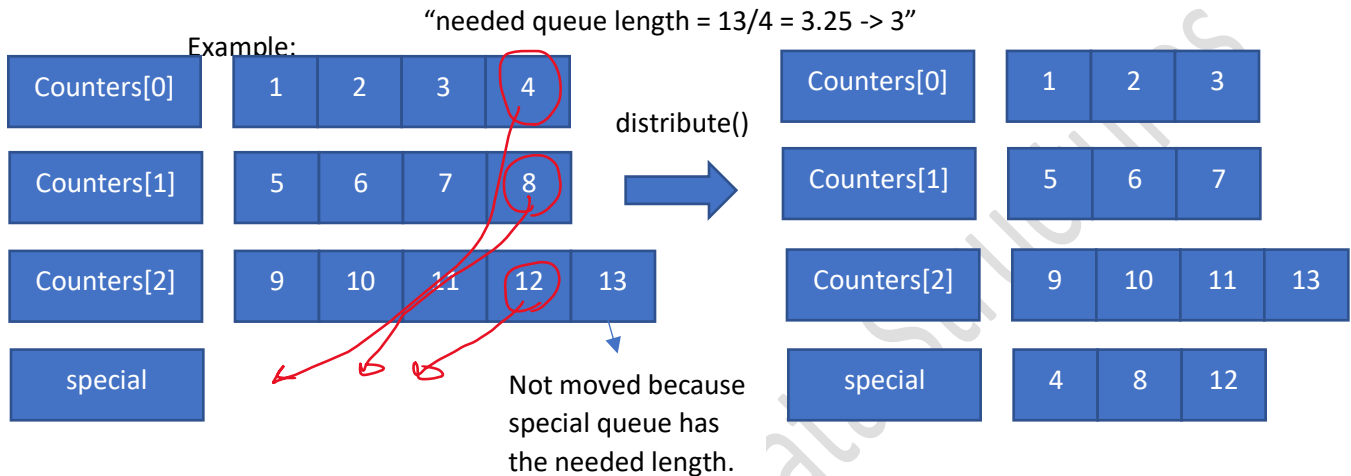 “needed queue length = 13/4 = 3.25 -> 3”
Example:
Counters[0] 1 2 3 4
Counters[1] 5 6 7 8
Counters[2] 9 10 11 12 13
special
Not moved because
special queue has
the needed length.
distribute()
Counters[0] 1 2 3
Counters[1] 5 6 7
Counters[2] 9 10 11 13
special 4 8 12